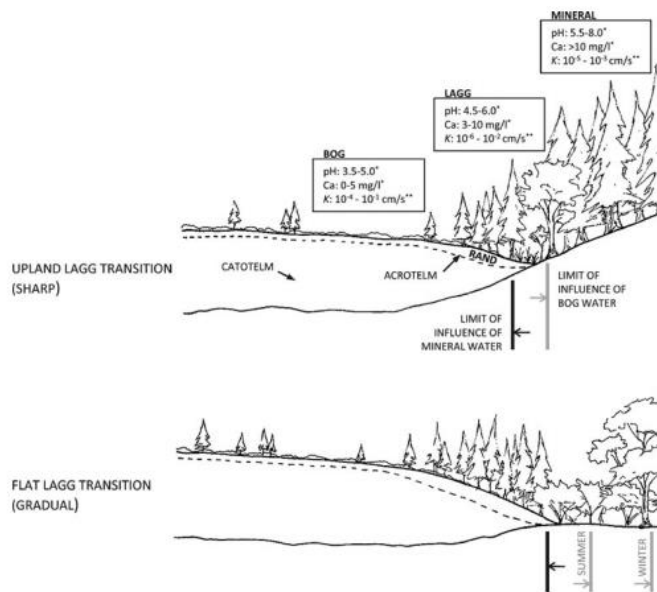 MINERAL
pH: 5.5-8.0*
Ca: >10 mg/l*
K: 10⁻⁵ - 10⁻³ cm/s**
LAGG
pH: 4.5-6.0*
Ca: 3-10 mg/l*
K: 10⁻⁶ - 10⁻² cm/s**
BOG
pH: 3.5-5.0*
Ca: 0-5 mg/l*
K: 10⁻⁴ - 10⁻¹ cm/s**
UPLAND LAGG TRANSITION
(SHARP)
CATOTELM
ACROTELM
RAND
LIMIT OF
INFLUENCE OF
MINERAL WATER
LIMIT OF
INFLUENCE OF
BOG WATER
FLAT LAGG TRANSITION
(GRADUAL)
SUMMER
WINTER